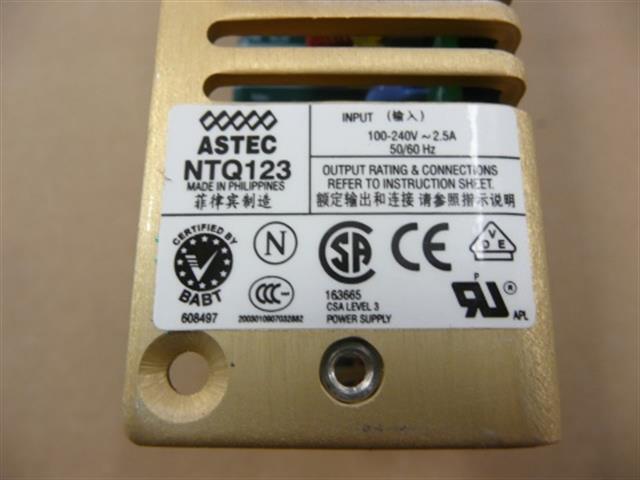 ASTEC
NTQ123
MADE IN PHILIPPINES
菲律宾制造
INPUT (输入)
100-240V ~ 2.5A
50/60 Hz
OUTPUT RATING & CONNECTIONS
REFER TO INSTRUCTION SHEET.
额定输出和连接 请参照指示说明
CERTIFIED BY
BABT
608497
N
CCC
2003010907032882
SA
163665
CSA LEVEL 3
POWER SUPPLY
CE
V
D E
P
RU ®
APL